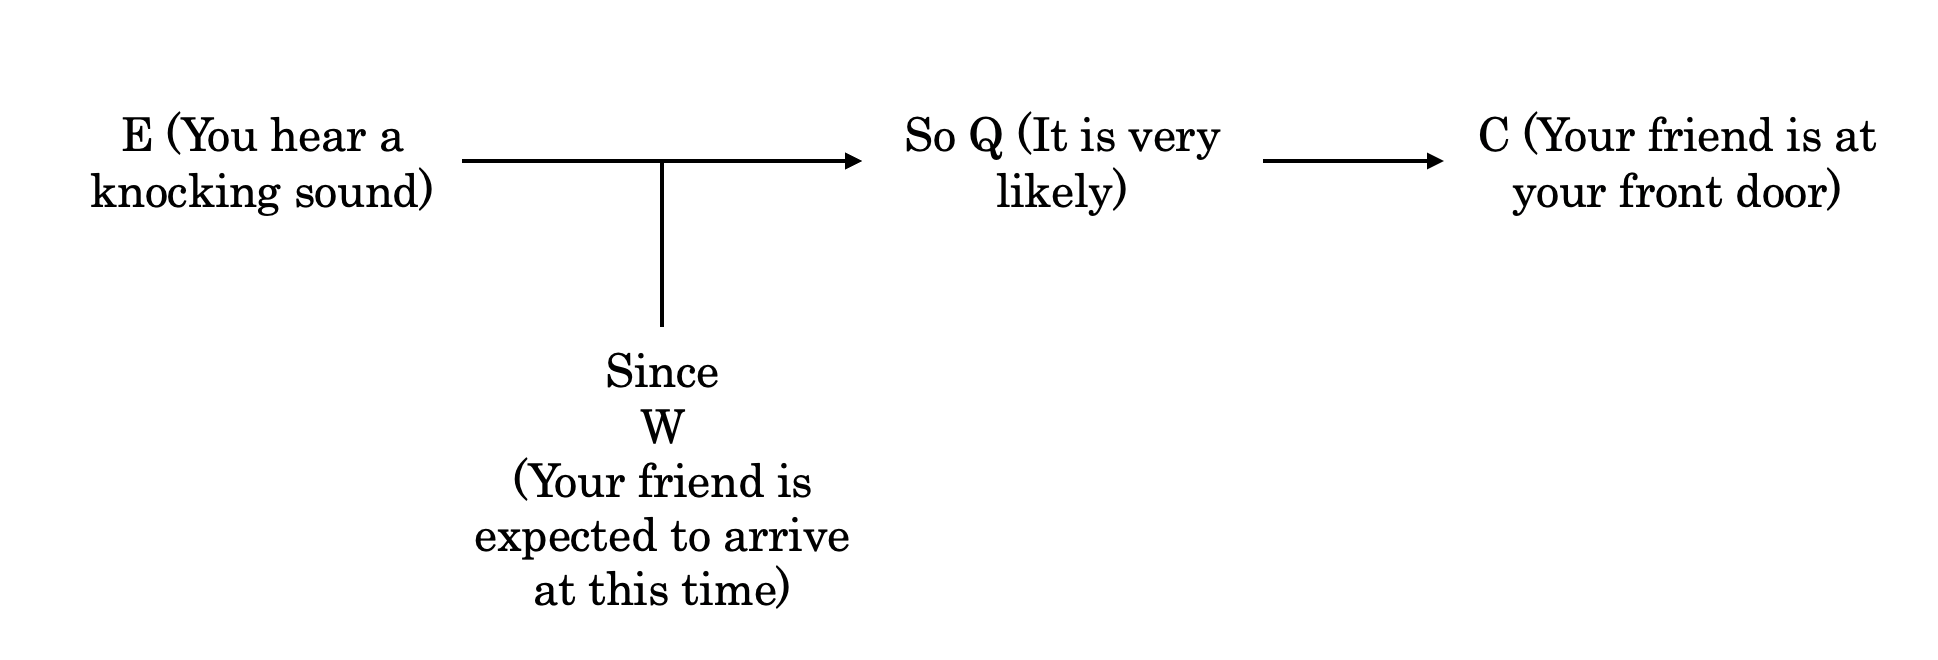 E (You hear a
knocking sound)
So Q (It is very
likely)
C (Your friend is at
your front door)
Since
W
(Your friend is
expected to arrive
at this time)